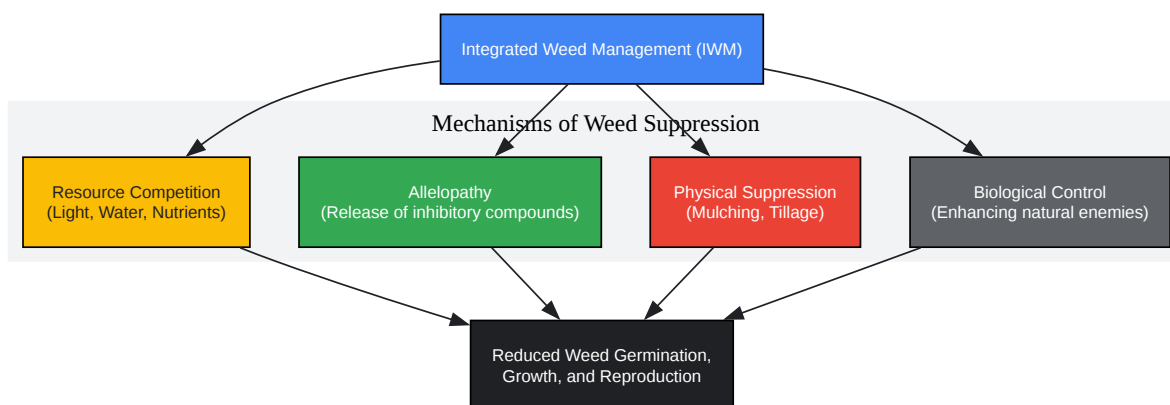 Integrated Weed Management (IWM)
Mechanisms of Weed Suppression
Resource Competition
(Light, Water, Nutrients)
Allelopathy
(Release of inhibitory compounds)
Physical Suppression
(Mulching, Tillage)
Biological Control
(Enhancing natural enemies)
Reduced Weed Germination,
Growth, and Reproduction